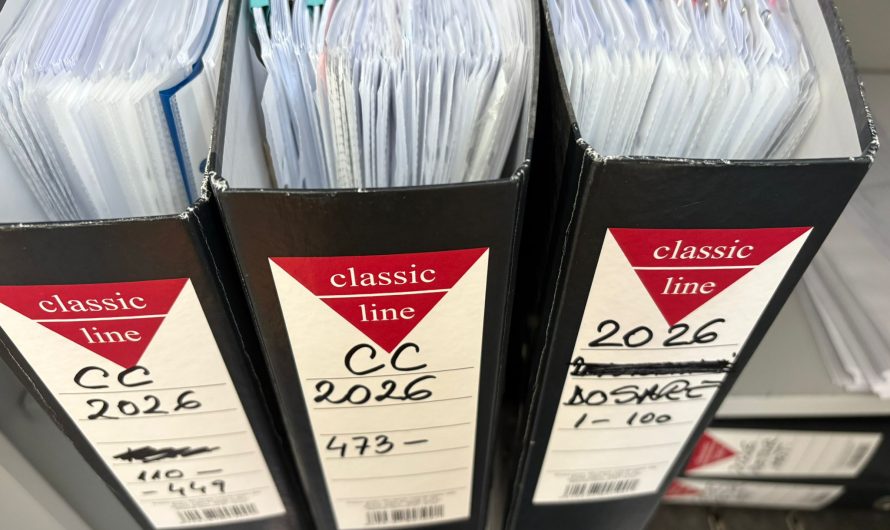 classic
line
CC
2026
110 -
- 449
classic
line
CC
2026
473 -
classic
line
2026
DOSARE
1 - 100